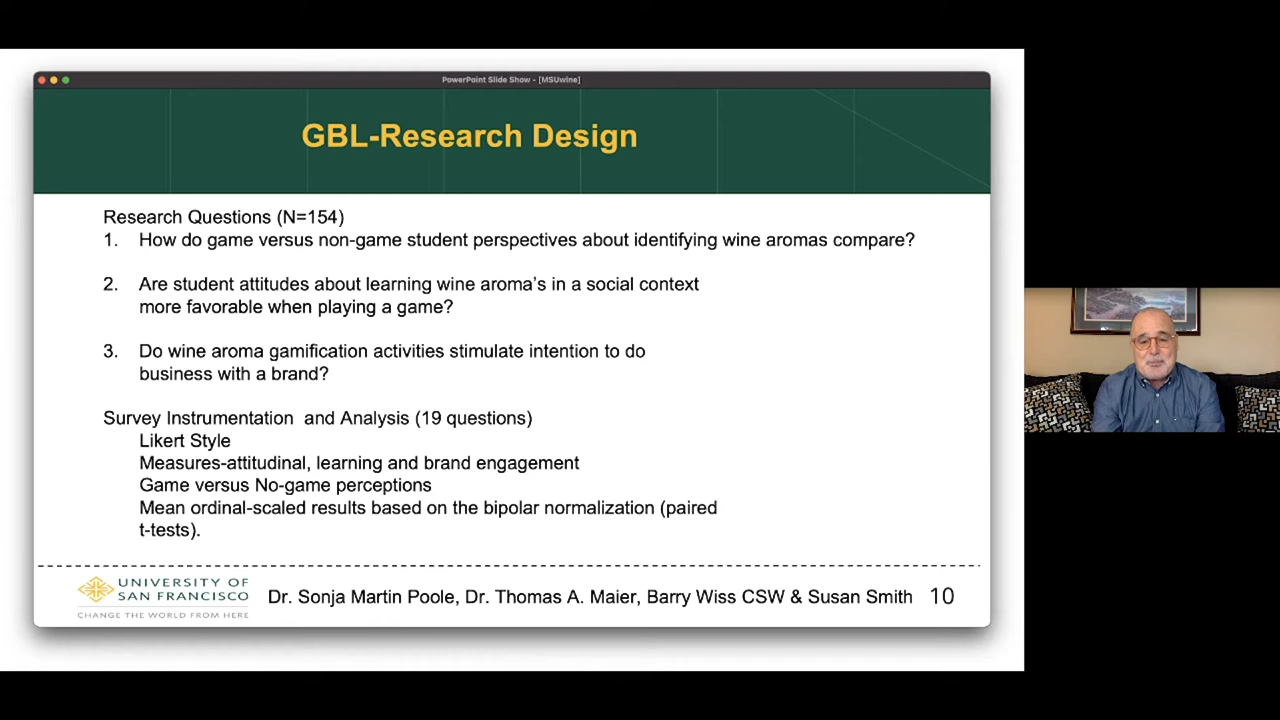 PowerPoint Slide Show - [MSUwine]
GBL-Research Design
Research Questions (N=154)
1. How do game versus non-game student perspectives about identifying wine aromas compare?
2. Are student attitudes about learning wine aroma’s in a social context
more favorable when playing a game?
3. Do wine aroma gamification activities stimulate intention to do
business with a brand?
Survey Instrumentation and Analysis (19 questions)
Likert Style
Measures-attitudinal, learning and brand engagement
Game versus No-game perceptions
Mean ordinal-scaled results based on the bipolar normalization (paired
t-tests).
UNIVERSITY OF
SAN FRANCISCO
CHANGE THE WORLD FROM HERE
Dr. Sonja Martin Poole, Dr. Thomas A. Maier, Barry Wiss CSW & Susan Smith 10